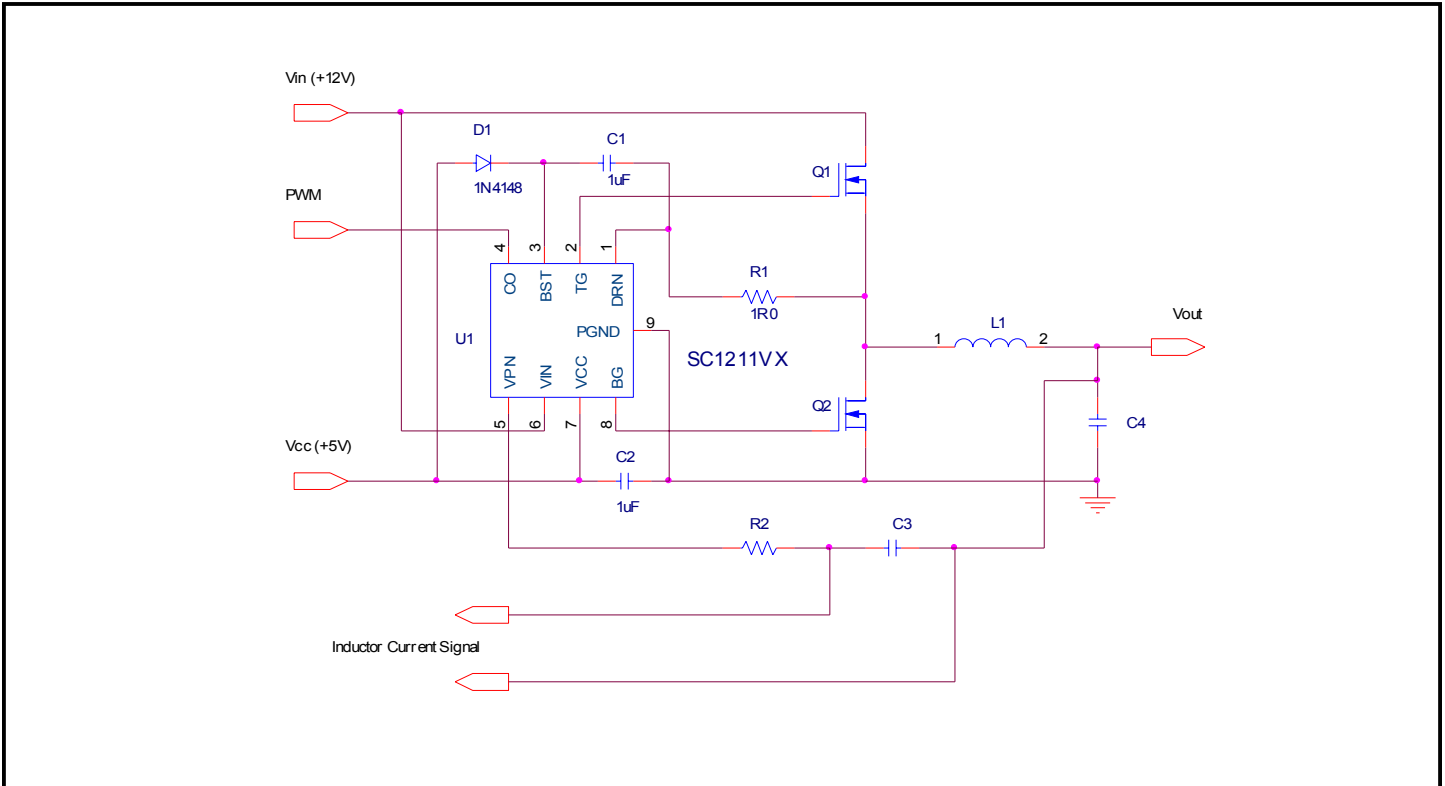 Vin (+12V)
D1
C1
1N4148
1uF
Q1
PWM
4
3
2
1
CO
BST
TG
DRN
R1
1R0
U1
PGND
9
SC1211VX
VPN
VIN
VCC
BG
5
6
7
8
1
L1
2
Vout
Q2
C4
Vcc (+5V)
C2
1uF
R2
C3
Inductor Current Signal